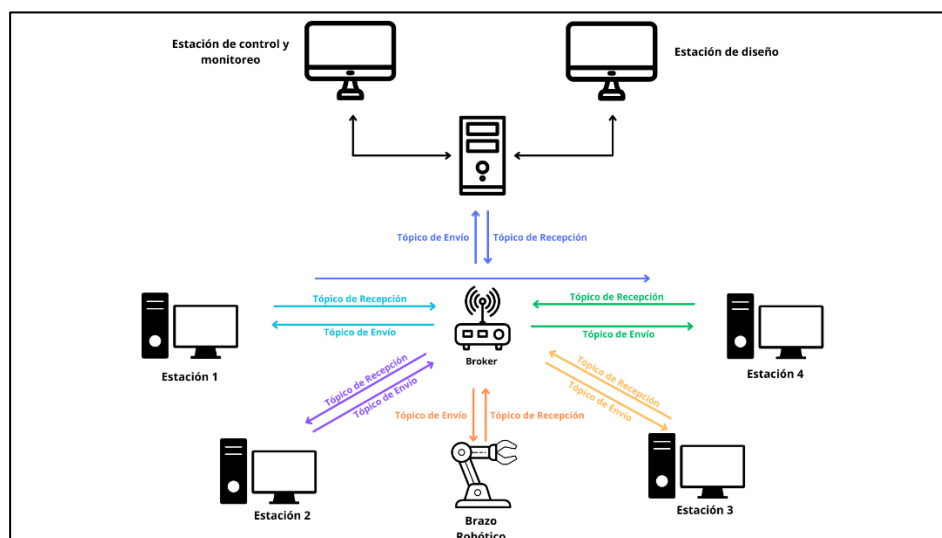 Estación de control y
monitoreo
Estación de diseño
Tópico de Envío
Tópico de Recepción
Tópico de Recepción
Tópico de Envío
Estación 1
Broker
Tópico de Recepción
Tópico de Envío
Estación 4
Tópico de Recepción
Tópico de Envío
Estación 2
Tópico de Envío
Tópico de Recepción
Brazo
Robótico
Tópico de Recepción
Tópico de Envío
Estación 3